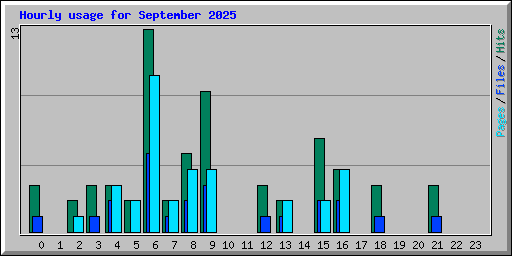 Hourly usage for September 2025
13
Pages/Files/Hits
0 1 2 3 4 5 6 7 8 9 10 11 12 13 14 15 16 17 18 19 20 21 22 23